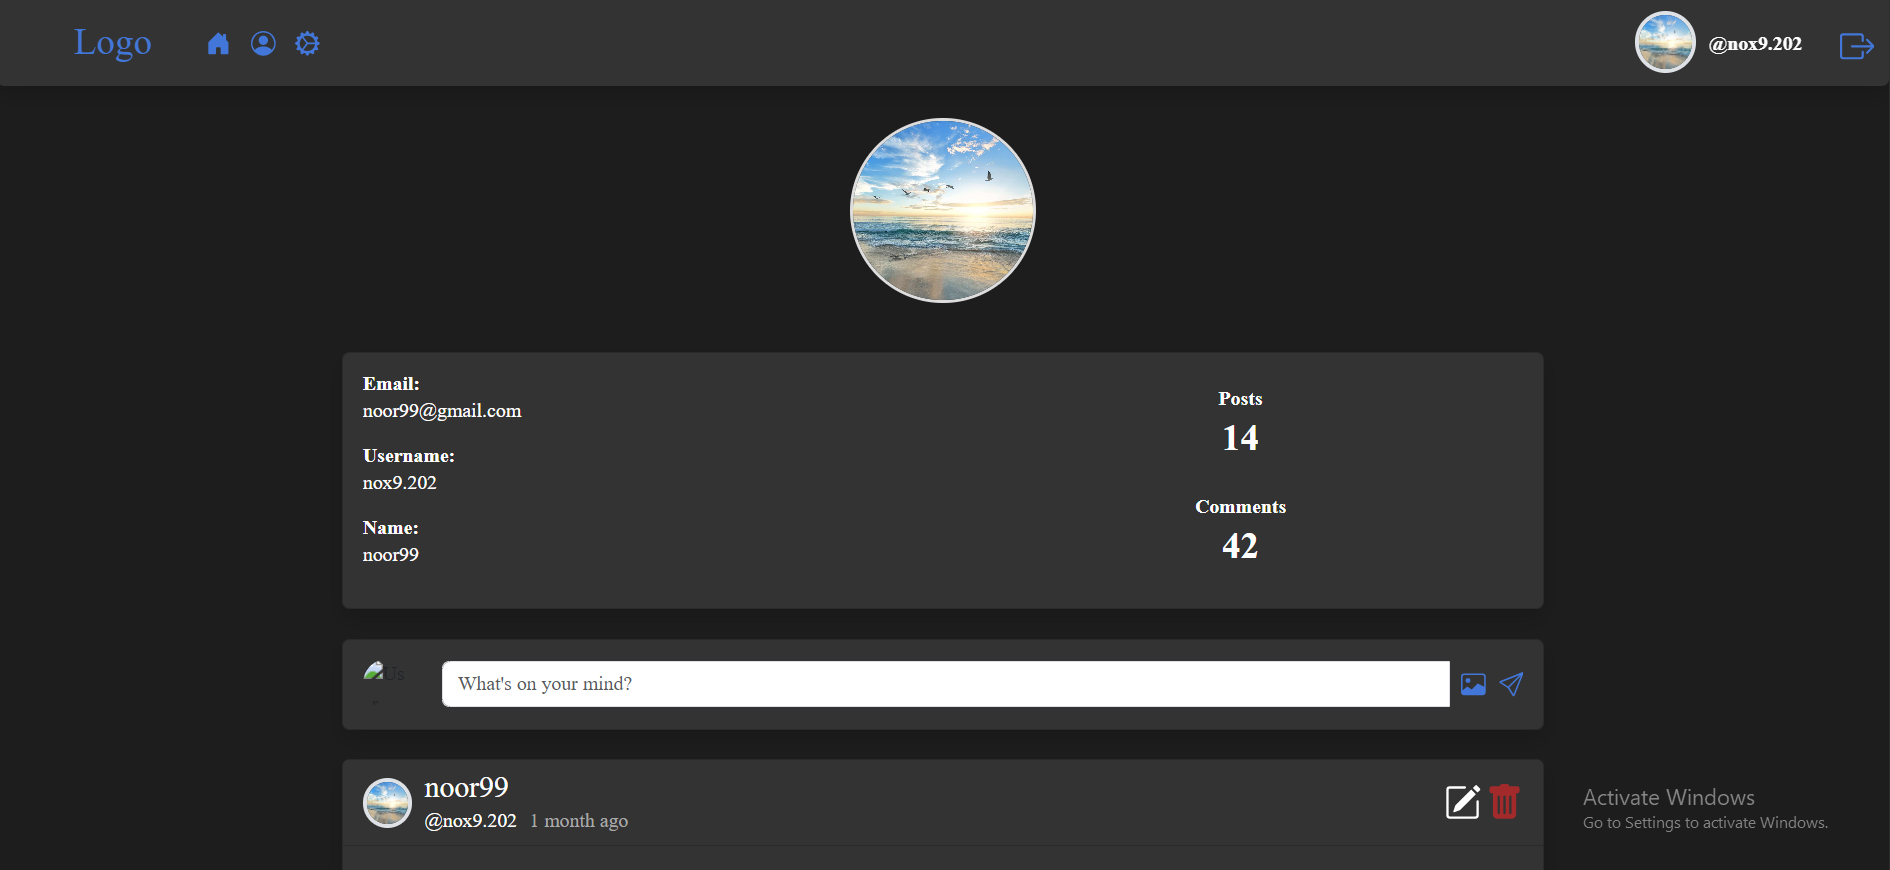 Logo
@nox9.202
Email:
noor99@gmail.com
Username:
nox9.202
Name:
noor99
Posts
14
Comments
42
Us
What's on your mind?
noor99
@nox9.202 1 month ago
Activate Windows
Go to Settings to activate Windows.